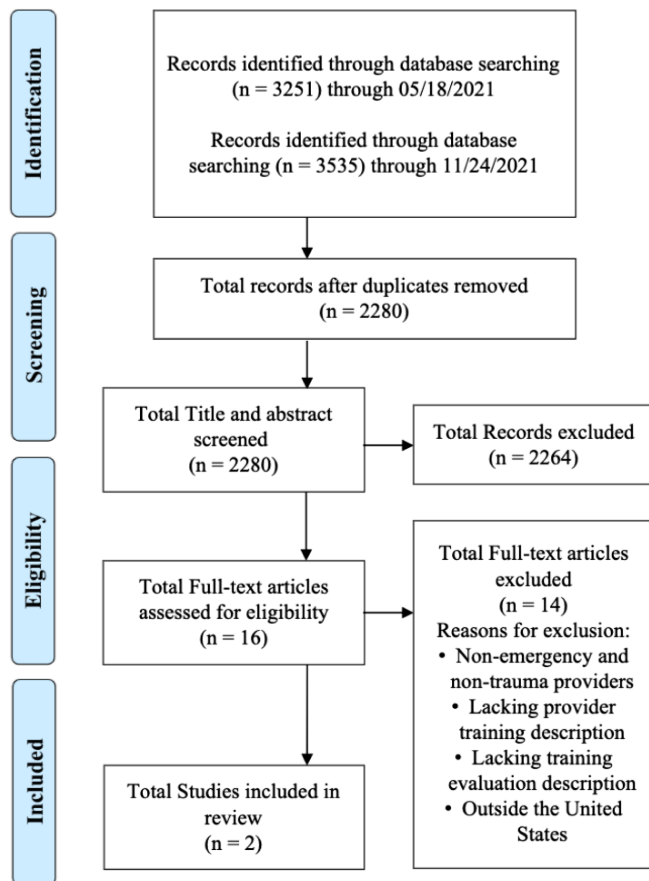 Identification
Records identified through database searching
(n = 3251) through 05/18/2021
Records identified through database
searching (n = 3535) through 11/24/2021
Screening
Total records after duplicates removed
(n = 2280)
Total Title and abstract
screened
(n = 2280)
Total Records excluded
(n = 2264)
Eligibility
Total Full-text articles
assessed for eligibility
(n = 16)
Total Full-text articles
excluded
(n = 14)
Reasons for exclusion:
• Non-emergency and
non-trauma providers
• Lacking provider
training description
• Lacking training
evaluation description
• Outside the United
States
Included
Total Studies included in
review
(n = 2)